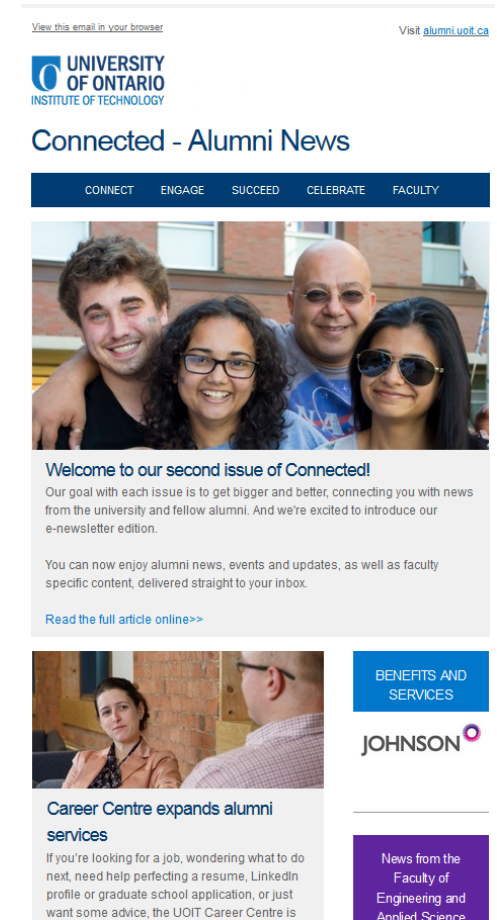 View this email in your browser
Visit alumni.uoit.ca
UNIVERSITY
OF ONTARIO
INSTITUTE OF TECHNOLOGY
Connected - Alumni News
CONNECT ENGAGE SUCCEED CELEBRATE FACULTY
NASA
Welcome to our second issue of Connected!
Our goal with each issue is to get bigger and better, connecting you with news
from the university and fellow alumni. And we're excited to introduce our
e-newsletter edition.
You can now enjoy alumni news, events and updates, as well as faculty
specific content, delivered straight to your inbox.
Read the full article online>>
Career Centre expands alumni
services
If you're looking for a job, wondering what to do
next, need help perfecting a resume, LinkedIn
profile or graduate school application, or just
want some advice, the UOIT Career Centre is
BENEFITS AND
SERVICES
JOHNSON
News from the
Faculty of
Engineering and
Applied Science